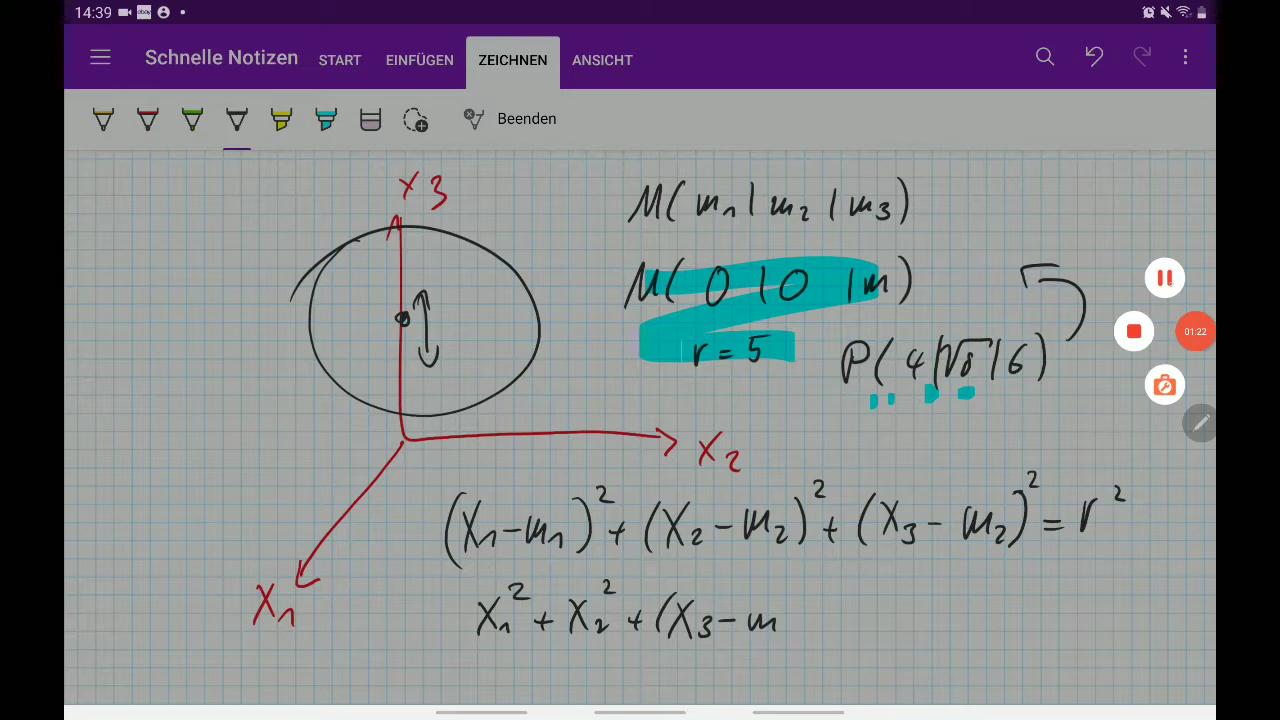 14:39 ebay
Schnelle Notizen START EINFÜGEN ZEICHNEN ANSICHT
Beenden
x3
M(m₁|m₂|m₃)
M(0|0|m)
r=5
P(4|√8|6)
01:22
x₂
(x₁-m₁)²+(x₂-m₂)²+(x₃-m₂)²=r²
x₁
x₁²+x₂²+(x₃-m